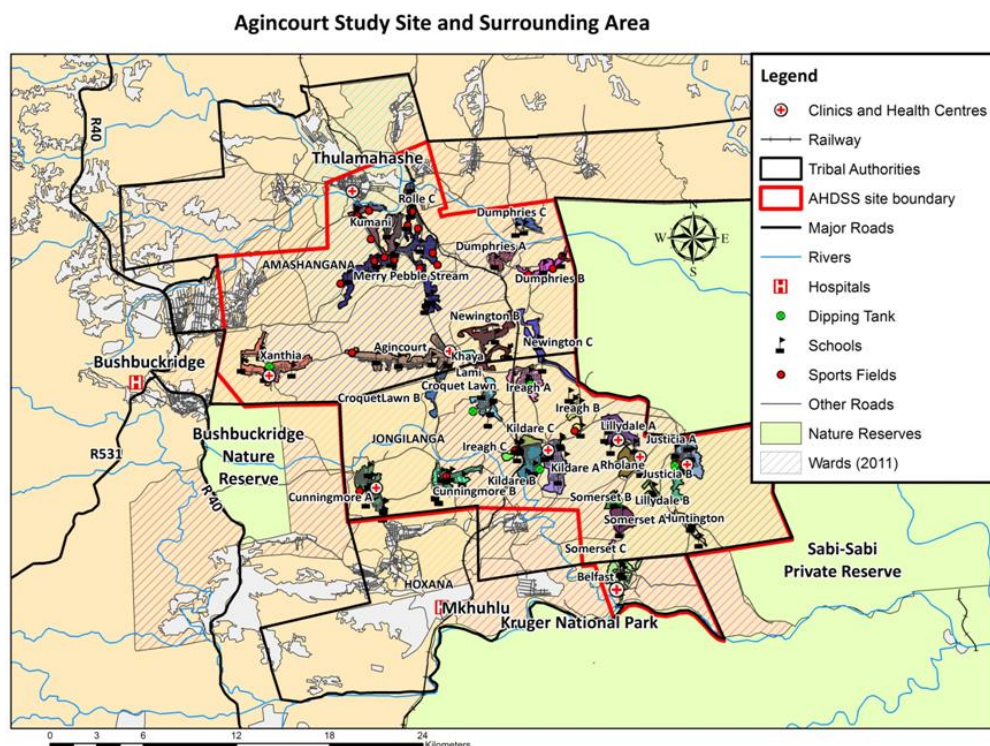 Agincourt Study Site and Surrounding Area
R40
Thulamahashe
Rolle C
Kumani
Dumphries C
Dumphries A
AMASHANGANA
Merry Pebble Stream
Dumphries B
Newington B
Newington C
Bushbuckridge
Xanthia
Agincourt
Khaya
Lami
Croquet Lawn
CroquetLawn B
Ireagh A
Ireagh B
Bushbuckridge
Nature
Reserve
R531
R 40
JONGILANGA
Kildare C
Lillydale A
Justicia A
Ireagh C
Kildare A
Rholane
Justicia B
Kildare B
Cunningmore A
Cunningmore B
Lillydale B
Somerset B
Somerset A
Huntington
Somerset C
Belfast
HOXANA
Mkhuhlu
Kruger National Park
Sabi-Sabi
Private Reserve
N
W
E
S
Legend
Clinics and Health Centres
Railway
Tribal Authorities
AHDSS site boundary
Major Roads
Rivers
H Hospitals
Dipping Tank
Schools
Sports Fields
Other Roads
Nature Reserves
Wards (2011)
H
H
0 3 6 12 18 24
Kilometers